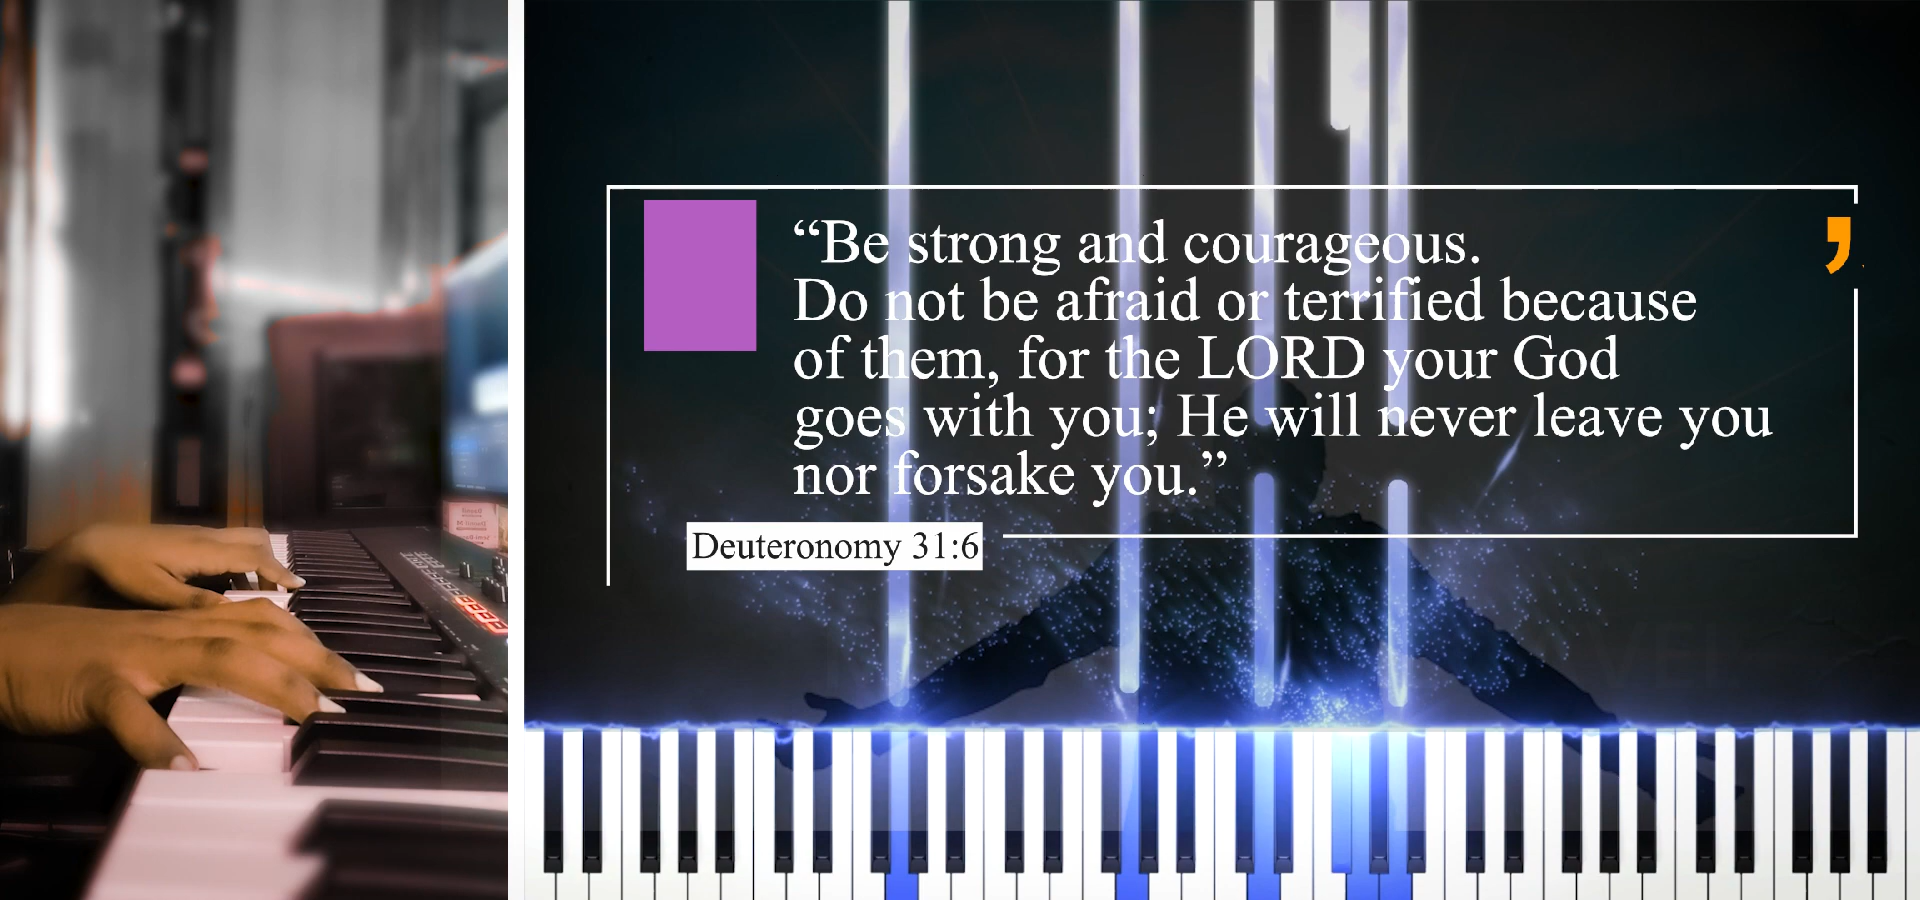 “Be strong and courageous.
Do not be afraid or terrified because
of them, for the LORD your God
goes with you; He will never leave you
nor forsake you.”
Deuteronomy 31:6